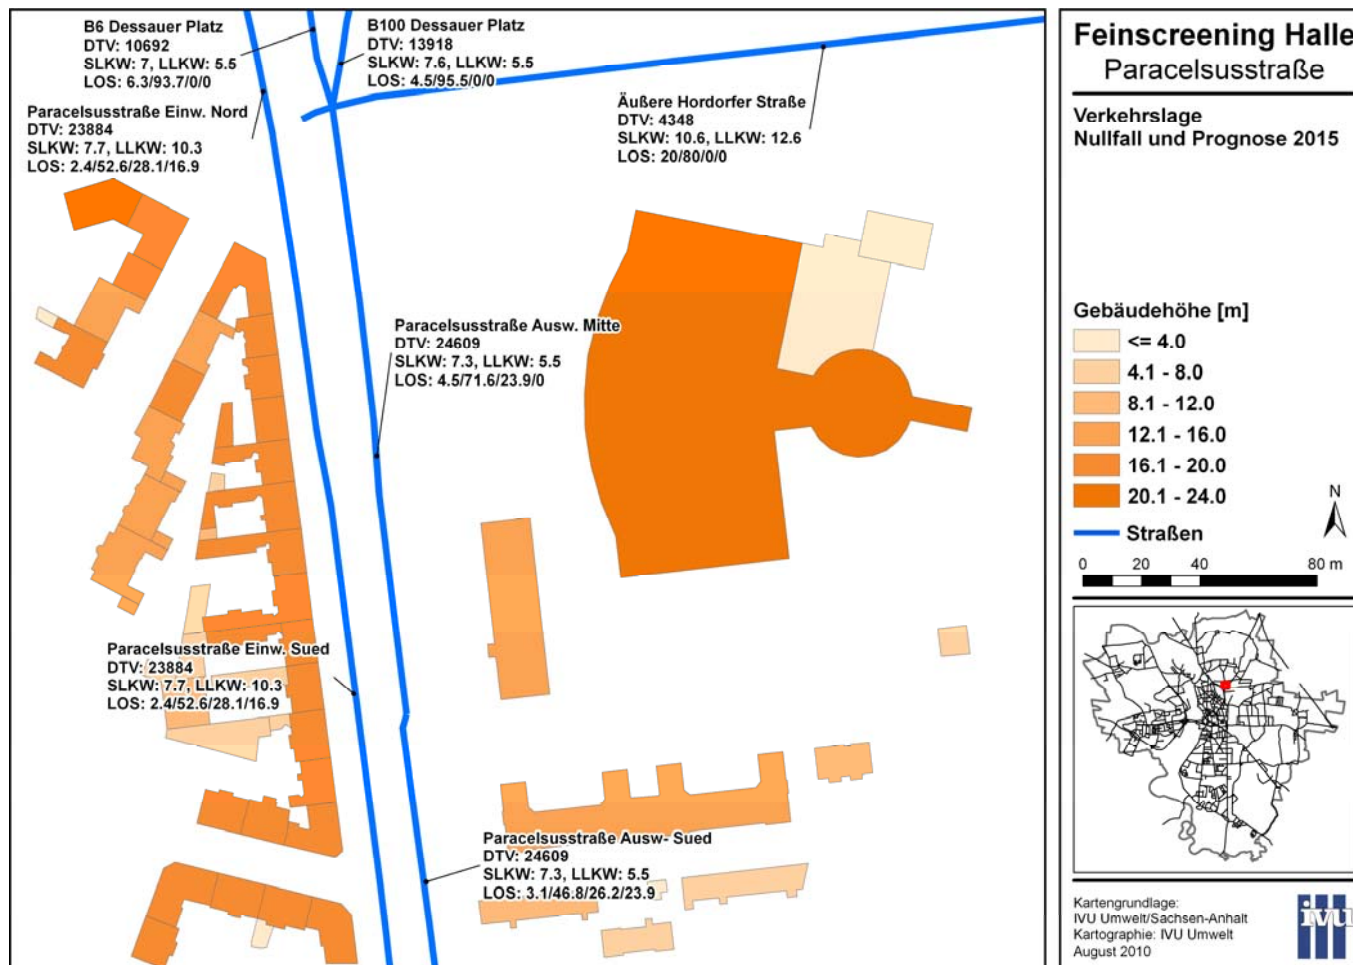 B6 Dessauer Platz
DTV: 10692
SLKW: 7, LLKW: 5.5
LOS: 6.3/93.7/0/0
B100 Dessauer Platz
DTV: 13918
SLKW: 7.6, LLKW: 5.5
LOS: 4.5/95.5/0/0
Paracelsusstraße Einw. Nord
DTV: 23884
SLKW: 7.7, LLKW: 10.3
LOS: 2.4/52.6/28.1/16.9
Äußere Hordorfer Straße
DTV: 4348
SLKW: 10.6, LLKW: 12.6
LOS: 20/80/0/0
Paracelsusstraße Ausw. Mitte
DTV: 24609
SLKW: 7.3, LLKW: 5.5
LOS: 4.5/71.6/23.9/0
Paracelsusstraße Einw. Sued
DTV: 23884
SLKW: 7.7, LLKW: 10.3
LOS: 2.4/52.6/28.1/16.9
Paracelsusstraße Ausw- Sued
DTV: 24609
SLKW: 7.3, LLKW: 5.5
LOS: 3.1/46.8/26.2/23.9
Feinscreening Halle
Paracelsusstraße
Verkehrslage
Nullfall und Prognose 2015
Gebäudehöhe [m]
<= 4.0
4.1 - 8.0
8.1 - 12.0
12.1 - 16.0
16.1 - 20.0
20.1 - 24.0
Straßen
N
0 20 40 80 m
Kartengrundlage:
IVU Umwelt/Sachsen-Anhalt
Kartographie: IVU Umwelt
August 2010
ivu